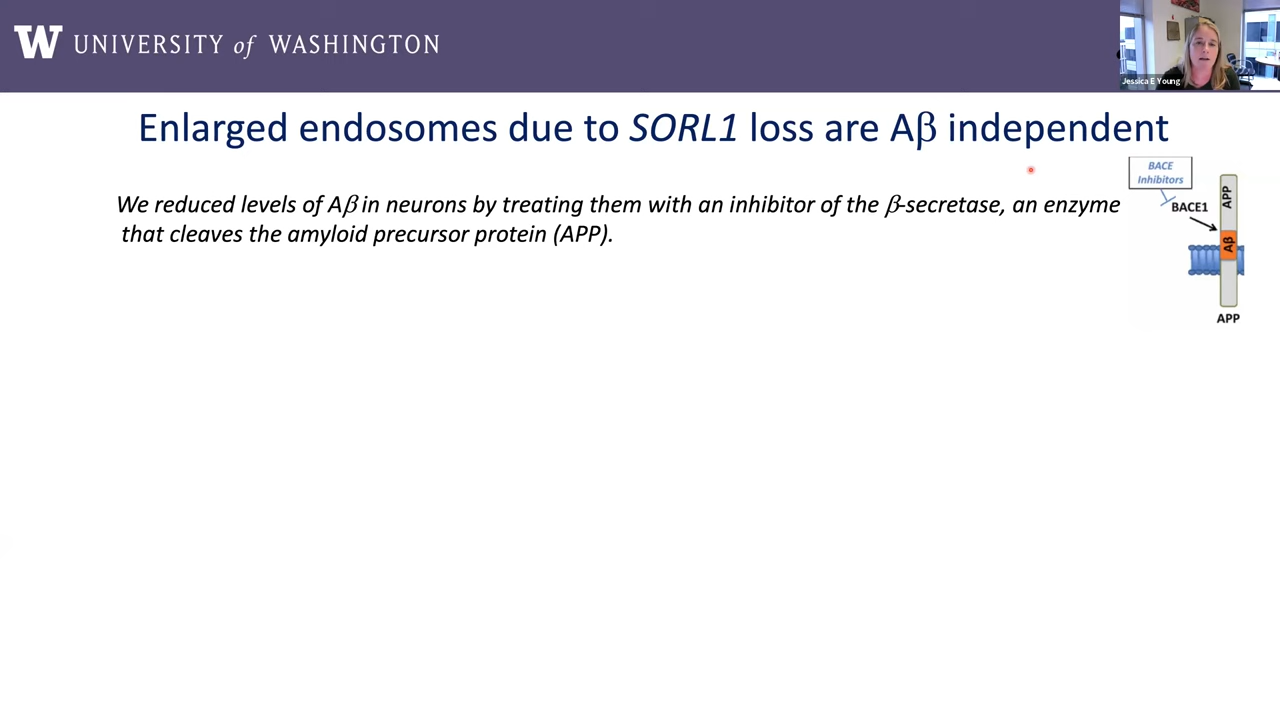 W UNIVERSITY of WASHINGTON
Jessica E Young
Enlarged endosomes due to SORL1 loss are Aβ independent
We reduced levels of Aβ in neurons by treating them with an inhibitor of the β-secretase, an enzyme
that cleaves the amyloid precursor protein (APP).
BACE
Inhibitors
BACE1
APP
Aβ
APP